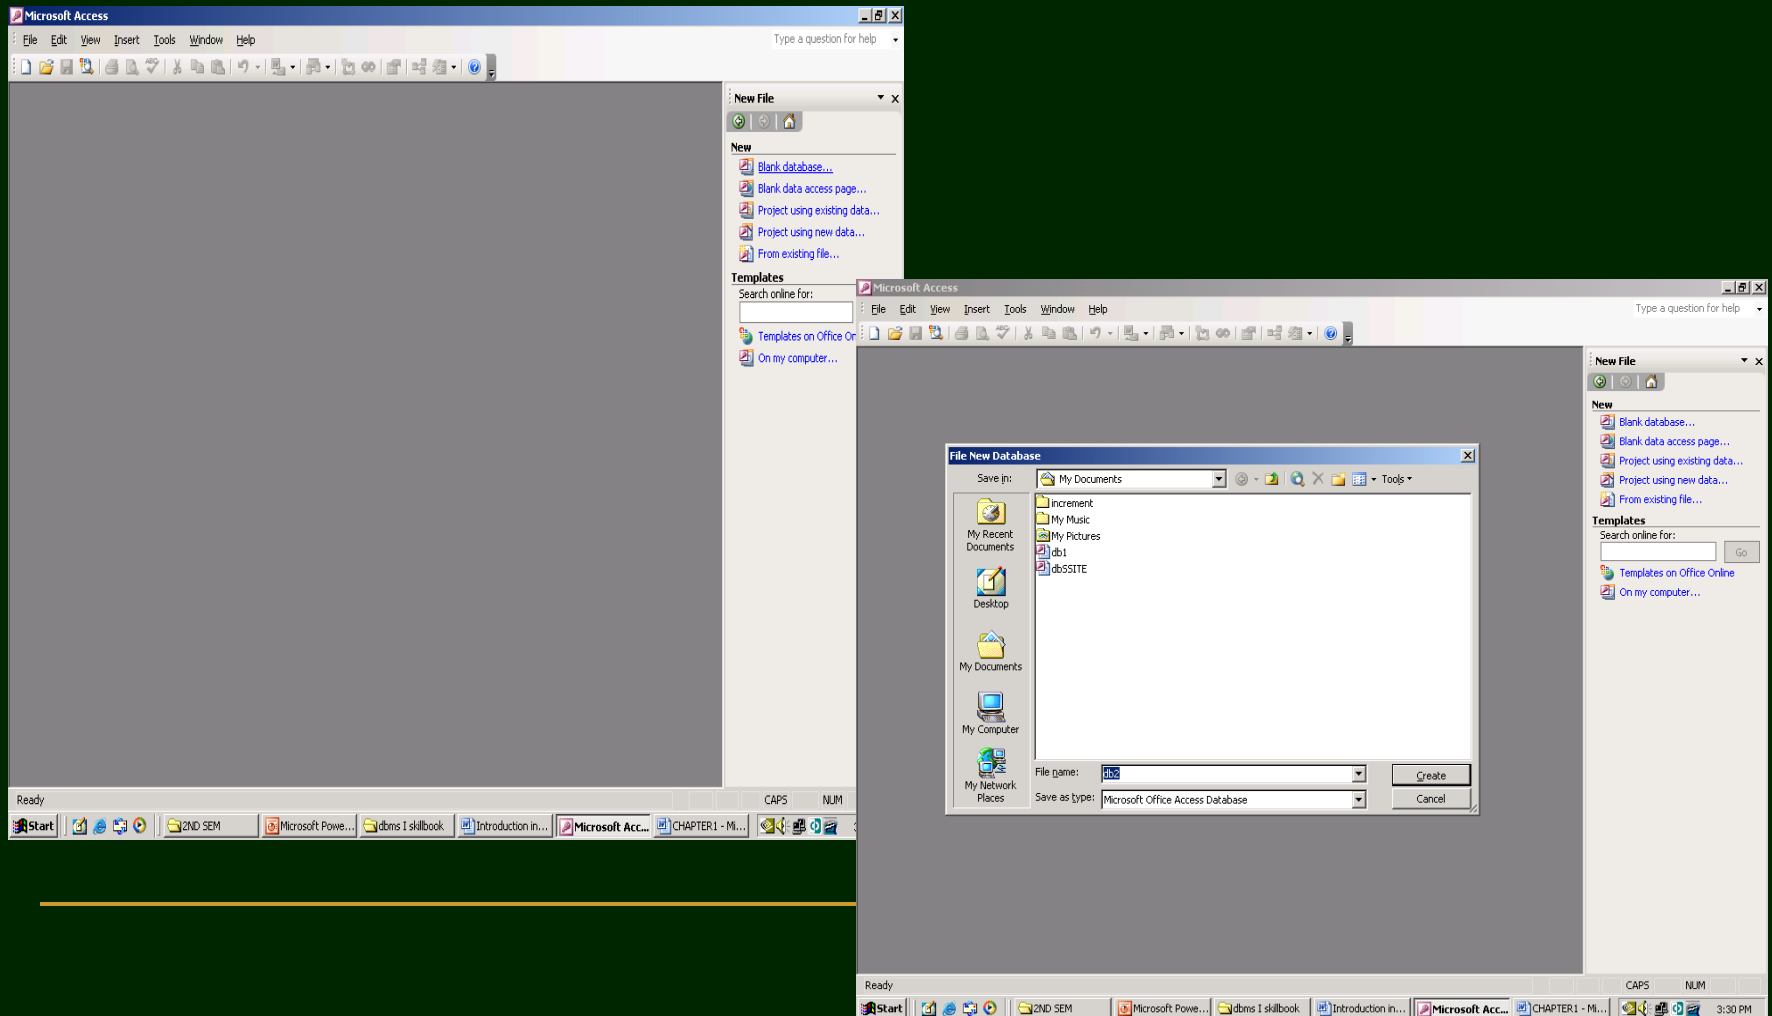 Microsoft Access
File Edit View Insert Tools Window Help
Type a question for help
New File
New
Blank database...
Blank data access page...
Project using existing data...
Project using new data...
From existing file...
Templates
Search online for:
Templates on Office On
On my computer...
Ready
CAPS NUM
Start
2ND SEM
Microsoft Powe...
dbms I skillbook
Introduction in...
Microsoft Acc...
CHAPTER1 - Mi...
Microsoft Access
File Edit View Insert Tools Window Help
Type a question for help
New File
New
Blank database...
Blank data access page...
Project using existing data...
Project using new data...
From existing file...
Templates
Search online for:
Go
Templates on Office Online
On my computer...
File New Database
Save in: My Documents Tools
My Recent Documents
Desktop
My Documents
My Computer
My Network Places
increment
My Music
My Pictures
db1
dbSSITE
File name: db2
Create
Save as type: Microsoft Office Access Database
Cancel
Ready
CAPS NUM
Start
2ND SEM
Microsoft Powe...
dbms I skillbook
Introduction in...
Microsoft Acc...
CHAPTER1 - Mi...
3:30 PM